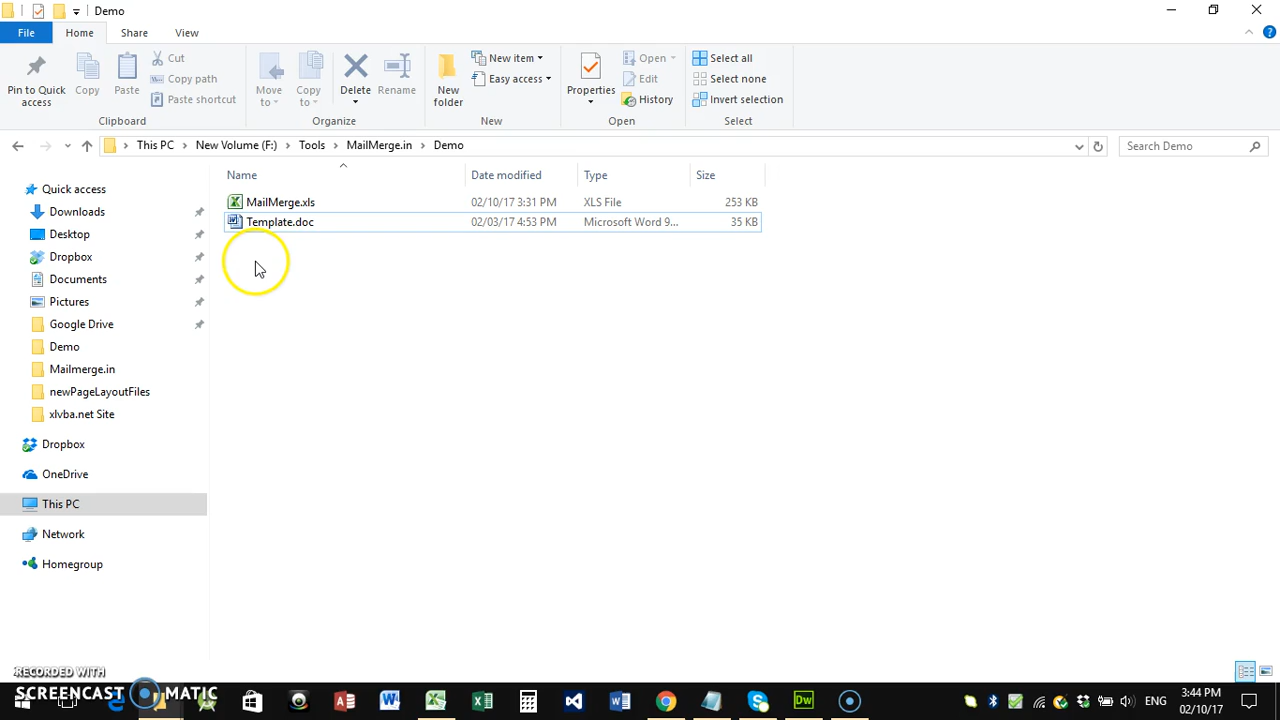 Demo
File Home Share View
Pin to Quick access
Copy
Paste
Cut
Copy path
Paste shortcut
Clipboard
Move to
Copy to
Delete
Rename
Organize
New folder
New item
Easy access
New
Properties
Open
Edit
History
Open
Select all
Select none
Invert selection
Select
This PC New Volume (F:) Tools MailMerge.in Demo
Search Demo
Name Date modified Type Size
MailMerge.xls 02/10/17 3:31 PM XLS File 253 KB
Template.doc 02/03/17 4:53 PM Microsoft Word 9... 35 KB
Quick access
Downloads
Desktop
Dropbox
Documents
Pictures
Google Drive
Demo
Mailmerge.in
newPageLayoutFiles
xlvba.net Site
Dropbox
OneDrive
This PC
Network
Homegroup
RECORDED WITH
SCREENCAST MATIC
Dw
ENG
3:44 PM
02/10/17